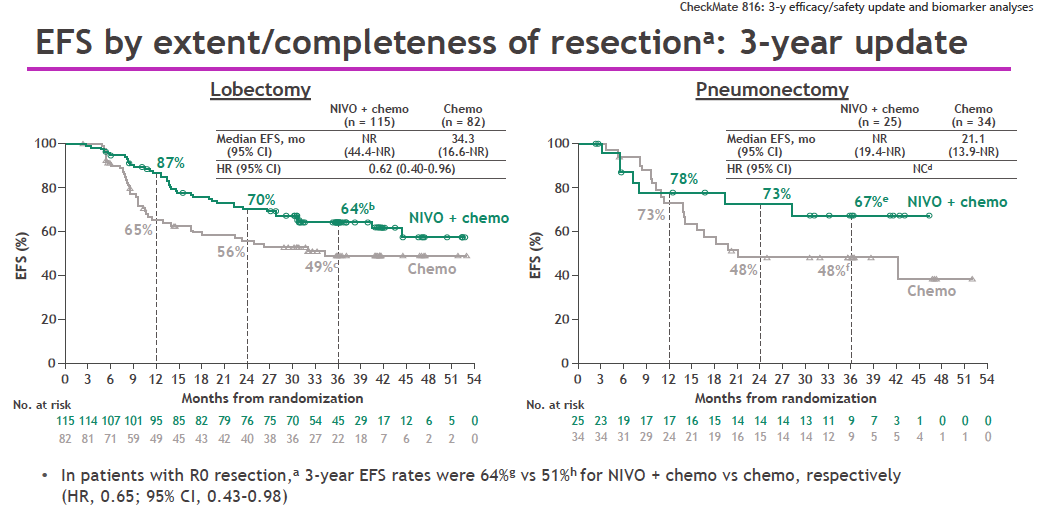 CheckMate 816: 3-y efficacy/safety update and biomarker analyses
EFS by extent/completeness of resectionᵃ: 3-year update
Lobectomy
NIVO + chemo (n = 115) Chemo (n = 82)
Median EFS, mo (95% CI) NR (44.4-NR) 34.3 (16.6-NR)
HR (95% CI) 0.62 (0.40-0.96)
EFS (%)
100
80
60
40
20
0
87%
70%
64%ᵇ
NIVO + chemo
65%
56%
49%ᶜ
Chemo
0 3 6 9 12 15 18 21 24 27 30 33 36 39 42 45 48 51 54
Months from randomization
No. at risk
115 114 107 101 95 85 82 79 76 75 70 54 45 29 17 12 6 5 0
82 81 71 59 49 45 43 42 40 38 36 27 22 18 7 6 2 2 0
Pneumonectomy
NIVO + chemo (n = 25) Chemo (n = 34)
Median EFS, mo (95% CI) NR (19.4-NR) 21.1 (13.9-NR)
HR (95% CI) NCᵈ
EFS (%)
100
80
60
40
20
0
78%
73%
67%ᵉ
NIVO + chemo
73%
48%
48%ᶠ
Chemo
0 3 6 9 12 15 18 21 24 27 30 33 36 39 42 45 48 51 54
Months from randomization
No. at risk
25 23 19 17 17 16 15 14 14 14 13 11 9 7 3 1 0 0 0
34 34 31 29 24 21 19 16 15 14 14 12 9 5 5 4 1 1 0
• In patients with R0 resection,ᵃ 3-year EFS rates were 64%ᵍ vs 51%ʰ for NIVO + chemo vs chemo, respectively
(HR, 0.65; 95% CI, 0.43-0.98)